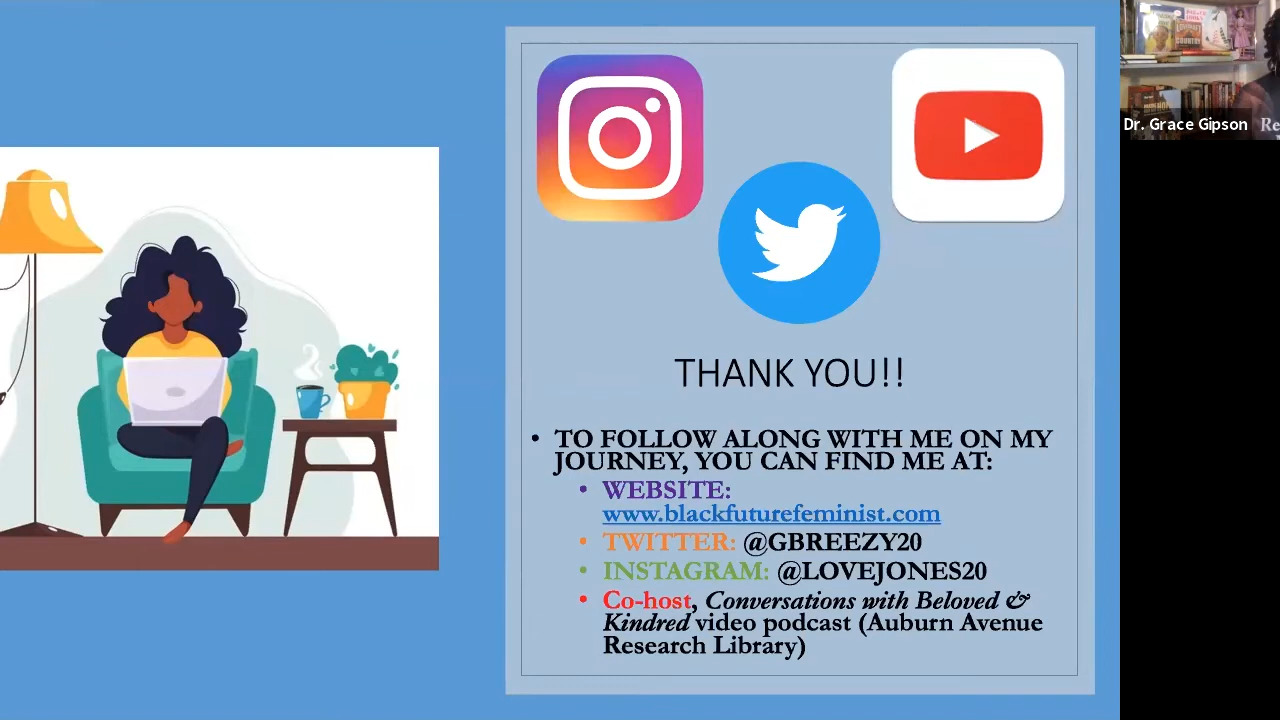 THANK YOU!!
• TO FOLLOW ALONG WITH ME ON MY
JOURNEY, YOU CAN FIND ME AT:
• WEBSITE:
www.blackfuturefeminist.com
• TWITTER: @GBREEZY20
• INSTAGRAM: @LOVEJONES20
• Co-host, Conversations with Beloved &
Kindred video podcast (Auburn Avenue
Research Library)
Dr. Grace Gipson